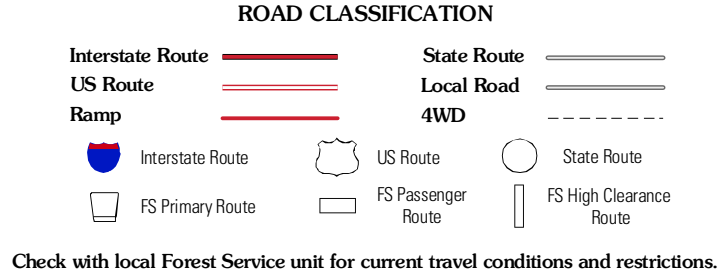 ROAD CLASSIFICATION
Interstate Route State Route
US Route Local Road
Ramp 4WD
Interstate Route US Route State Route
FS Primary Route FS Passenger Route FS High Clearance Route
Check with local Forest Service unit for current travel conditions and restrictions.